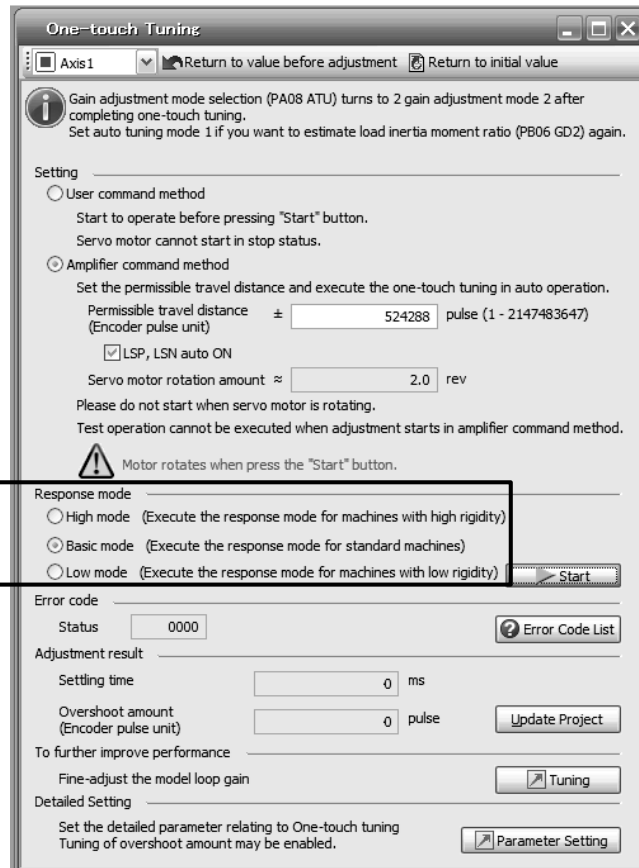 One-touch Tuning
Axis1 Return to value before adjustment Return to initial value
Gain adjustment mode selection (PA08 ATU) turns to 2 gain adjustment mode 2 after
completing one-touch tuning.
Set auto tuning mode 1 if you want to estimate load inertia moment ratio (PB06 GD2) again.
Setting
User command method
Start to operate before pressing "Start" button.
Servo motor cannot start in stop status.
Amplifier command method
Set the permissible travel distance and execute the one-touch tuning in auto operation.
Permissible travel distance ± 524288 pulse (1 - 2147483647)
(Encoder pulse unit)
LSP, LSN auto ON
Servo motor rotation amount ≈ 2.0 rev
Please do not start when servo motor is rotating.
Test operation cannot be executed when adjustment starts in amplifier command method.
Motor rotates when press the "Start" button.
Response mode
High mode (Execute the response mode for machines with high rigidity)
Basic mode (Execute the response mode for standard machines)
Low mode (Execute the response mode for machines with low rigidity) Start
Error code
Status 0000 Error Code List
Adjustment result
Settling time 0 ms
Overshoot amount 0 pulse Update Project
(Encoder pulse unit)
To further improve performance
Fine-adjust the model loop gain Tuning
Detailed Setting
Set the detailed parameter relating to One-touch tuning
Tuning of overshoot amount may be enabled. Parameter Setting